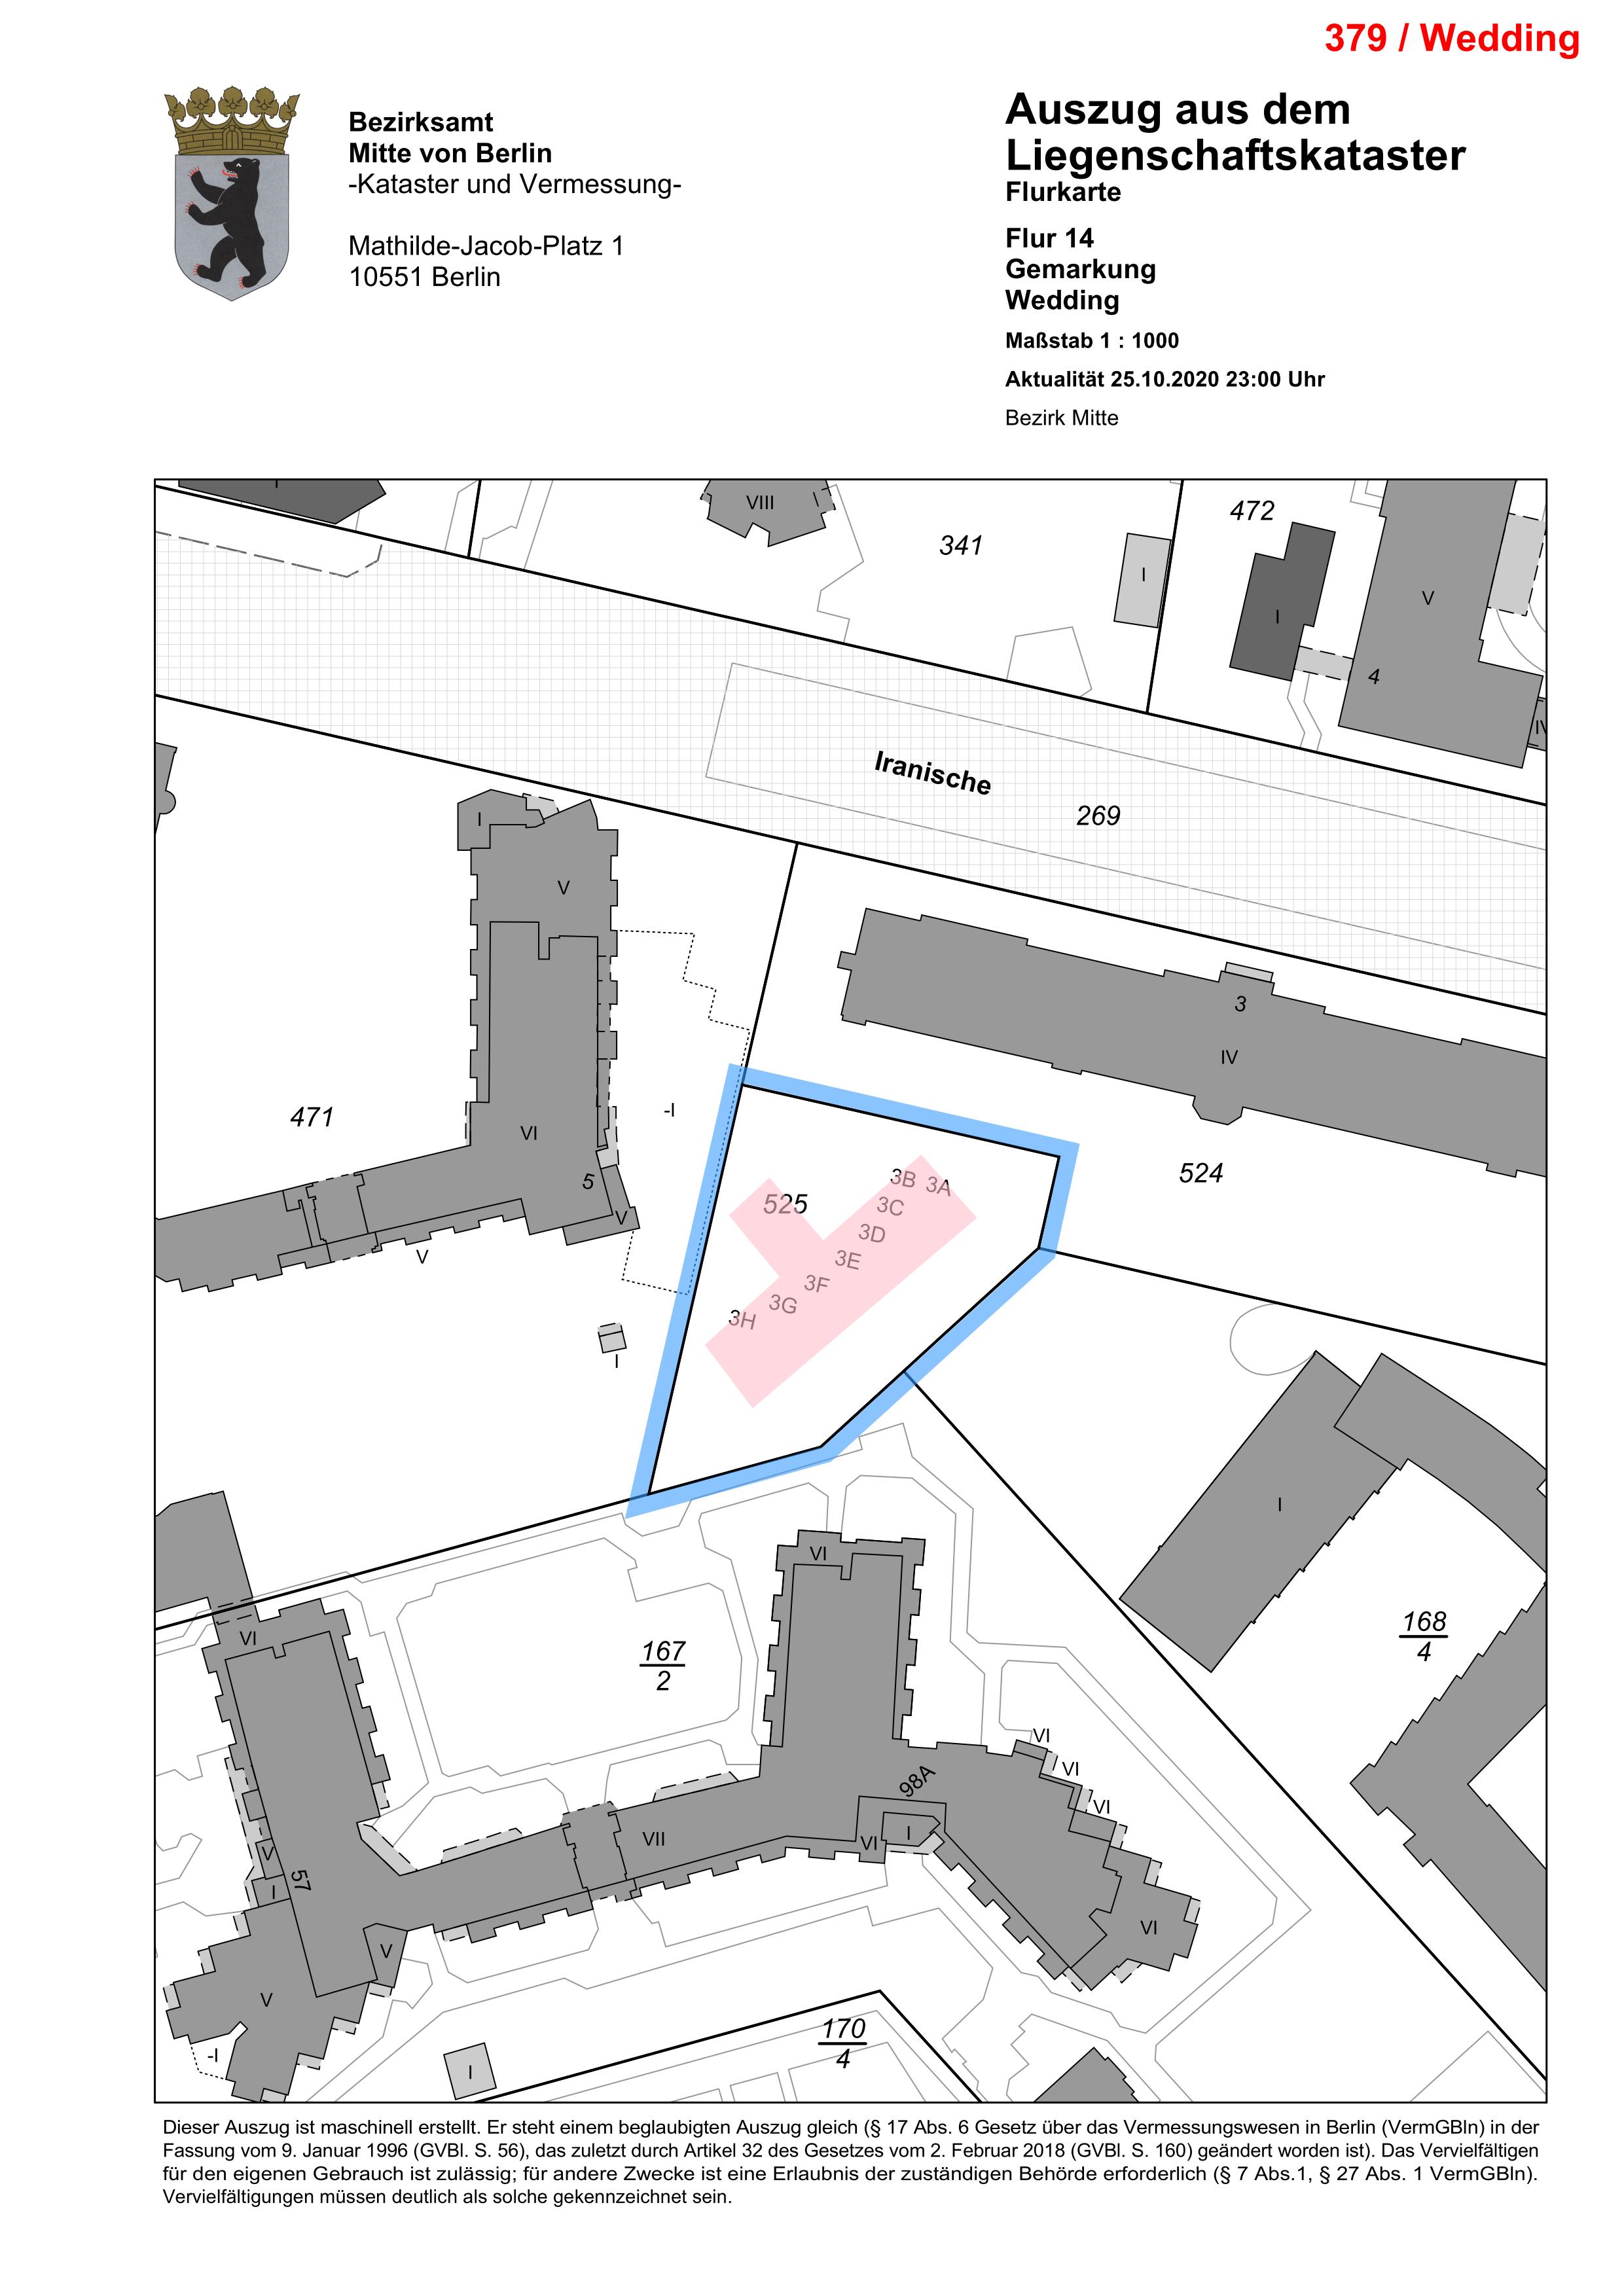 379 / Wedding
Bezirksamt
Mitte von Berlin
-Kataster und Vermessung-
Mathilde-Jacob-Platz 1
10551 Berlin
Auszug aus dem
Liegenschaftskataster
Flurkarte
Flur 14
Gemarkung
Wedding
Maßstab 1 : 1000
Aktualität 25.10.2020 23:00 Uhr
Bezirk Mitte
I
VIII
341
472
I
I
V
4
IV
Iranische
269
I
V
3
IV
471
-I
VI
5
V
V
525
3B 3A
3C
3D
3E
3F
3G
3H
524
I
I
VI
VI
167
2
168
4
VI
VI
VI
98A
VII
VI
I
V
57
I
VI
V
V
-I
I
170
4
Dieser Auszug ist maschinell erstellt. Er steht einem beglaubigten Auszug gleich (§ 17 Abs. 6 Gesetz über das Vermessungswesen in Berlin (VermGBln) in der
Fassung vom 9. Januar 1996 (GVBl. S. 56), das zuletzt durch Artikel 32 des Gesetzes vom 2. Februar 2018 (GVBl. S. 160) geändert worden ist). Das Vervielfältigen
für den eigenen Gebrauch ist zulässig; für andere Zwecke ist eine Erlaubnis der zuständigen Behörde erforderlich (§ 7 Abs.1, § 27 Abs. 1 VermGBln).
Vervielfältigungen müssen deutlich als solche gekennzeichnet sein.